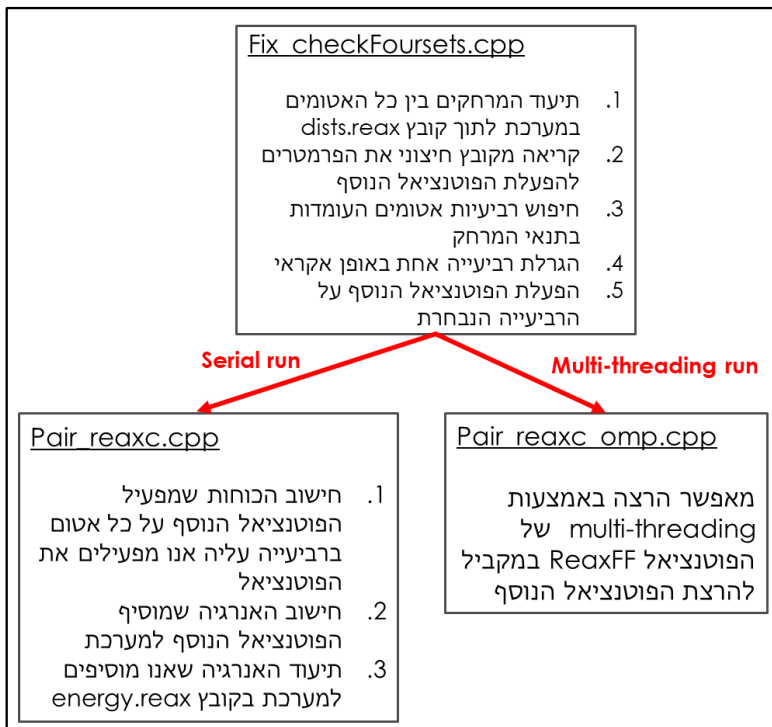 Fix_checkFoursets.cpp
1. תיעוד המרחקים בין כל האטומים
במערכת לתוך קובץ dists.reax
2. קריאה מקובץ חיצוני את הפרמטרים
להפעלת הפוטנציאל הנוסף
3. חיפוש רביעיות אטומים העומדות
בתנאי המרחק
4. הגרלת רביעייה אחת באופן אקראי
5. הפעלת הפוטנציאל הנוסף על
הרביעייה הנבחרת
Serial run
Multi-threading run
Pair_reaxc.cpp
1. חישוב הכוחות שמפעיל
הפוטנציאל הנוסף על כל אטום
ברביעייה עליה אנו מפעילים את
הפוטנציאל
2. חישוב האנרגיה שמוסיף
הפוטנציאל הנוסף למערכת
3. תיעוד האנרגיה שאנו מוסיפים
למערכת בקובץ energy.reax
Pair_reaxc_omp.cpp
מאפשר הרצה באמצעות
multi-threading של
הפוטנציאל ReaxFF במקביל
להרצת הפוטנציאל הנוסף